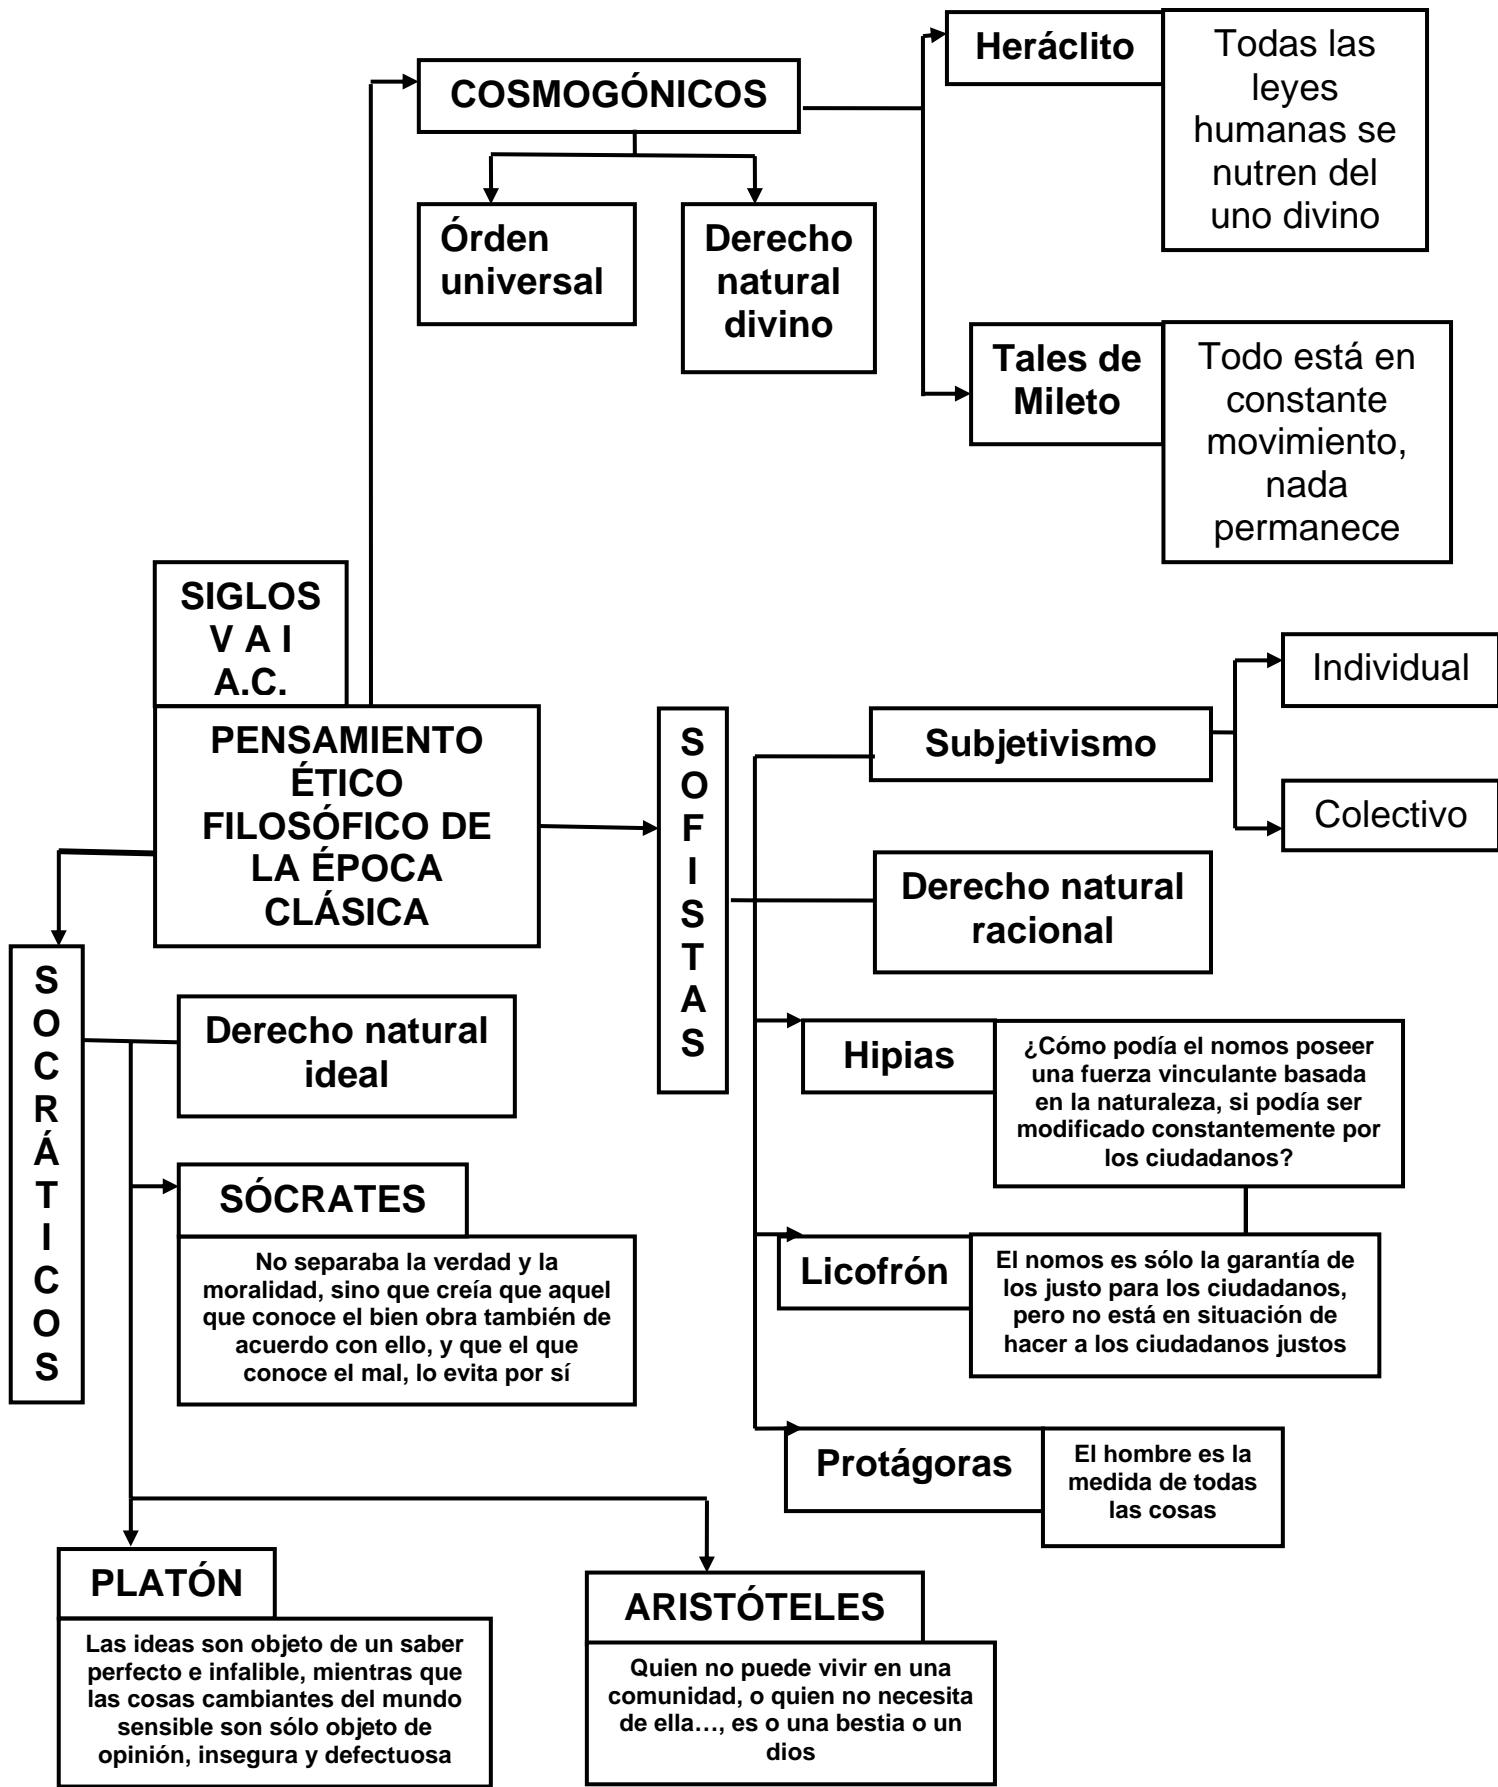 COSMOGÓNICOS
Órden
universal
Derecho
natural
divino
Heráclito
Todas las
leyes
humanas se
nutren del
uno divino
Tales de
Mileto
Todo está en
constante
movimiento,
nada
permanece
SIGLOS
V A I
A.C.
PENSAMIENTO
ÉTICO
FILOSÓFICO DE
LA ÉPOCA
CLÁSICA
S
O
F
I
S
T
A
S
Subjetivismo
Individual
Colectivo
Derecho natural
racional
Hipias
¿Cómo podía el nomos poseer
una fuerza vinculante basada
en la naturaleza, si podía ser
modificado constantemente por
los ciudadanos?
Licofrón
El nomos es sólo la garantía de
los justo para los ciudadanos,
pero no está en situación de
hacer a los ciudadanos justos
Protágoras
El hombre es la
medida de todas
las cosas
S
O
C
R
Á
T
I
C
O
S
Derecho natural
ideal
SÓCRATES
No separaba la verdad y la
moralidad, sino que creía que aquel
que conoce el bien obra también de
acuerdo con ello, y que el que
conoce el mal, lo evita por sí
PLATÓN
Las ideas son objeto de un saber
perfecto e infalible, mientras que
las cosas cambiantes del mundo
sensible son sólo objeto de
opinión, insegura y defectuosa
ARISTÓTELES
Quien no puede vivir en una
comunidad, o quien no necesita
de ella…, es o una bestia o un
dios